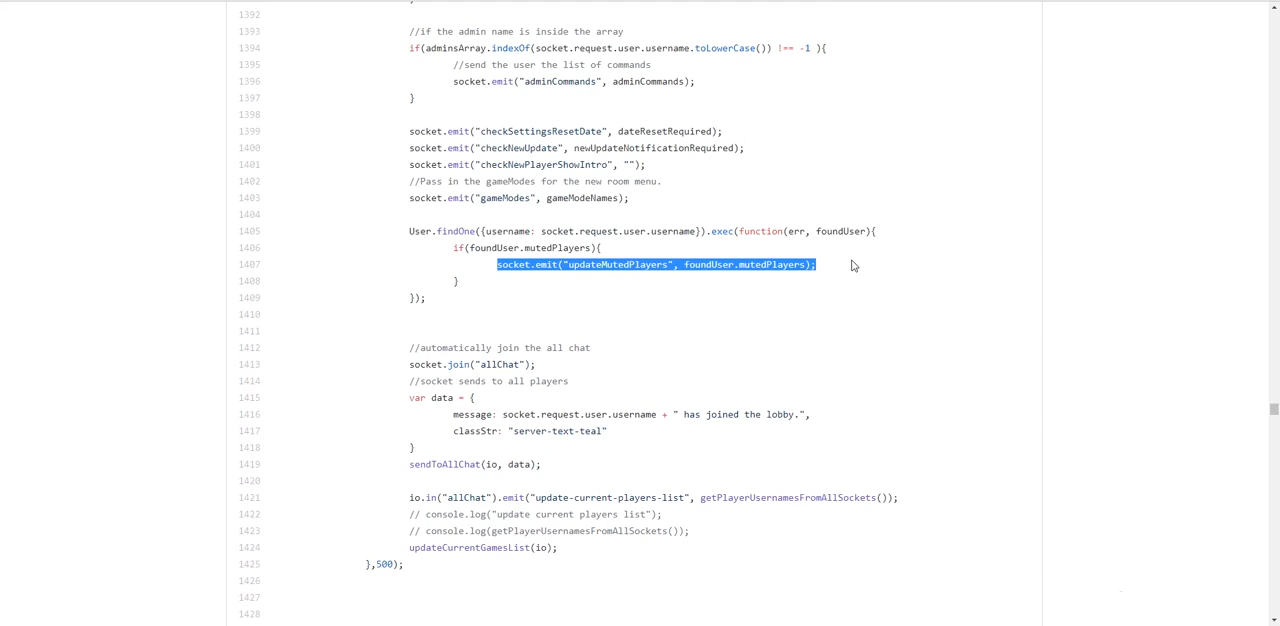 1392
1393 //if the admin name is inside the array
1394 if(adminsArray.indexOf(socket.request.user.username.toLowerCase()) !== -1 ){
1395 //send the user the list of commands
1396 socket.emit("adminCommands", adminCommands);
1397 }
1398
1399 socket.emit("checkSettingsResetDate", dateResetRequired);
1400 socket.emit("checkNewUpdate", newUpdateNotificationRequired);
1401 socket.emit("checkNewPlayerShowIntro", "");
1402 //Pass in the gameModes for the new room menu.
1403 socket.emit("gameModes", gameModeNames);
1404
1405 User.findOne({username: socket.request.user.username}).exec(function(err, foundUser){
1406 if(foundUser.mutedPlayers){
1407 socket.emit("updateMutedPlayers", foundUser.mutedPlayers);
1408 }
1409 });
1410
1411
1412 //automatically join the all chat
1413 socket.join("allChat");
1414 //socket sends to all players
1415 var data = {
1416 message: socket.request.user.username + " has joined the lobby.",
1417 classStr: "server-text-teal"
1418 }
1419 sendToAllChat(io, data);
1420
1421 io.in("allChat").emit("update-current-players-list", getPlayerUsernamesFromAllSockets());
1422 // console.log("update current players list");
1423 // console.log(getPlayerUsernamesFromAllSockets());
1424 updateCurrentGamesList(io);
1425 },500);
1426
1427
1428